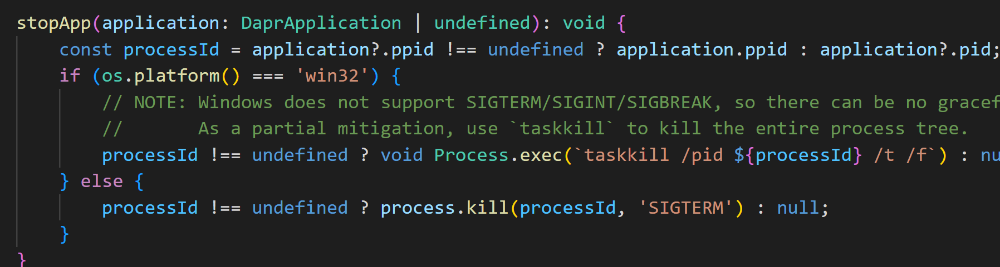 stopApp(application: DaprApplication | undefined): void {
    const processId = application?.ppid !== undefined ? application.ppid : application?.pid;
    if (os.platform() === 'win32') {
        // NOTE: Windows does not support SIGTERM/SIGINT/SIGBREAK, so there can be no gracef
        //       As a partial mitigation, use `taskkill` to kill the entire process tree.
        processId !== undefined ? void Process.exec(`taskkill /pid ${processId} /t /f`) : nu
    } else {
        processId !== undefined ? process.kill(processId, 'SIGTERM') : null;
    }
}